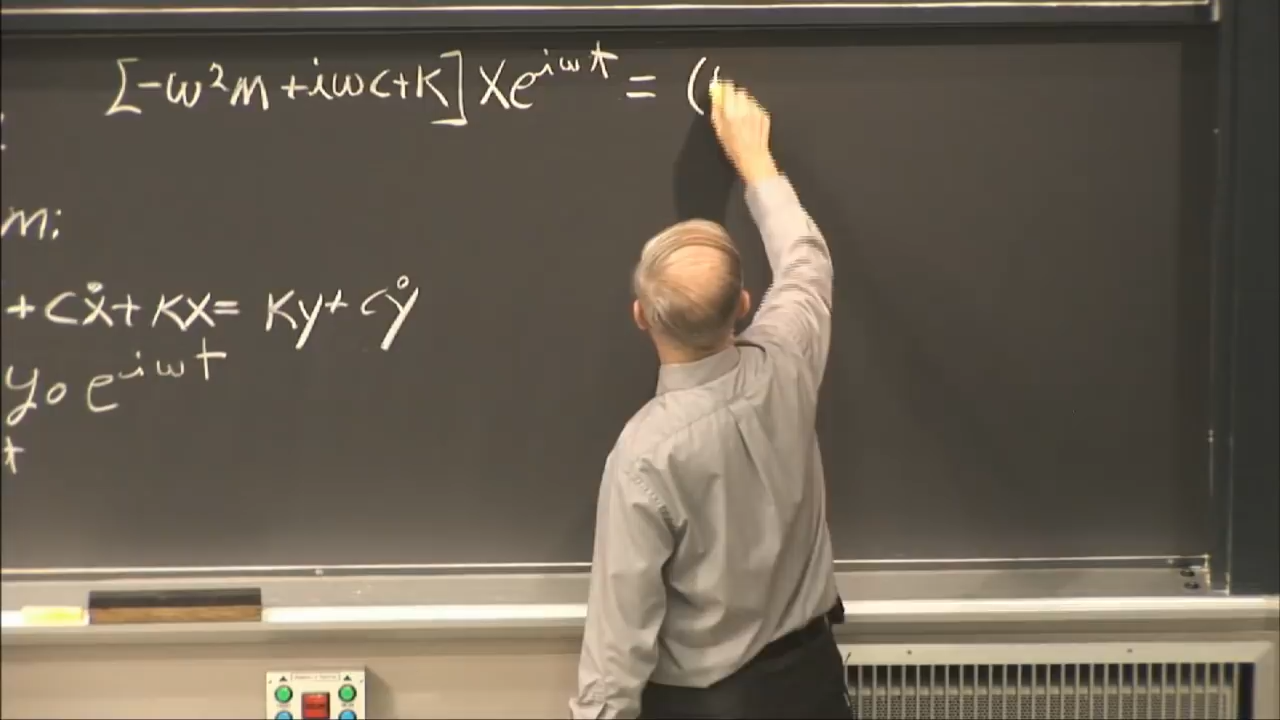 [-ω²m + iωc + K] Xe^{iωt} = (
m:
+ cẋ + Kx = Ky + cẏ
y₀ e^{iωt}
t